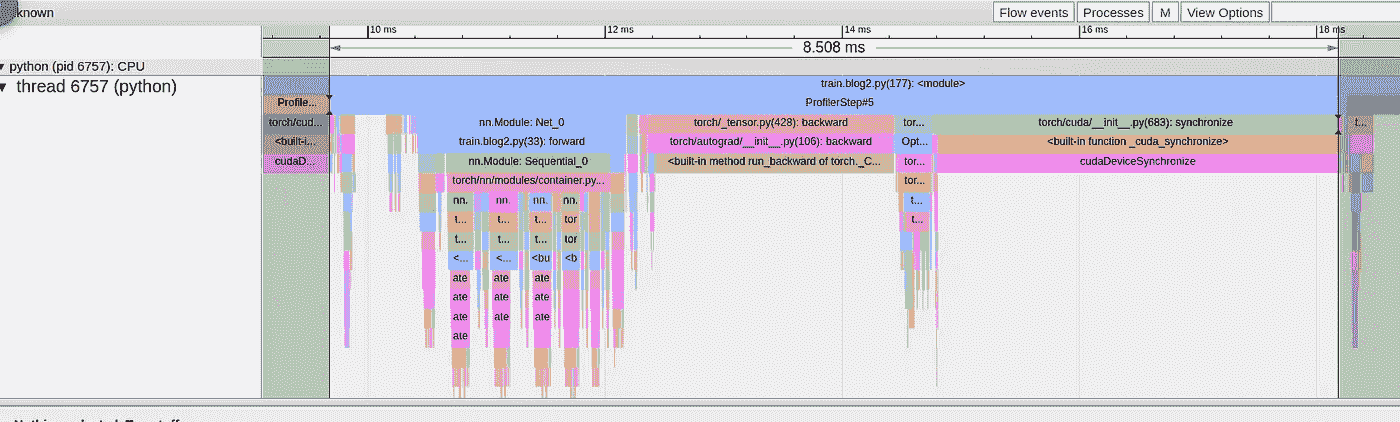 known Flow events Processes M View Options
10 ms 12 ms 14 ms 16 ms 18 ms
8.508 ms
python (pid 6757): CPU
thread 6757 (python) train.blog2.py(177): <module>
Profile... ProfilerStep#5
torch/cud... nn.Module: Net_0 torch/_tensor.py(428): backward tor... torch/cuda/__init__.py(683): synchronize t...
<built-i... train.blog2.py(33): forward torch/autograd/__init__.py(106): backward Opt... <built-in function _cuda_synchronize>
cudaD... nn.Module: Sequential_0 <built-in method run_backward of torch._C... tor... cudaDeviceSynchronize
torch/nn/modules/container.py... tor...
nn. nn. nn. nn. t...
t... t... t... tor t...
t... t... t... tor
<... <... <bu <b
ate ate ate
ate ate ate
ate ate ate
ate